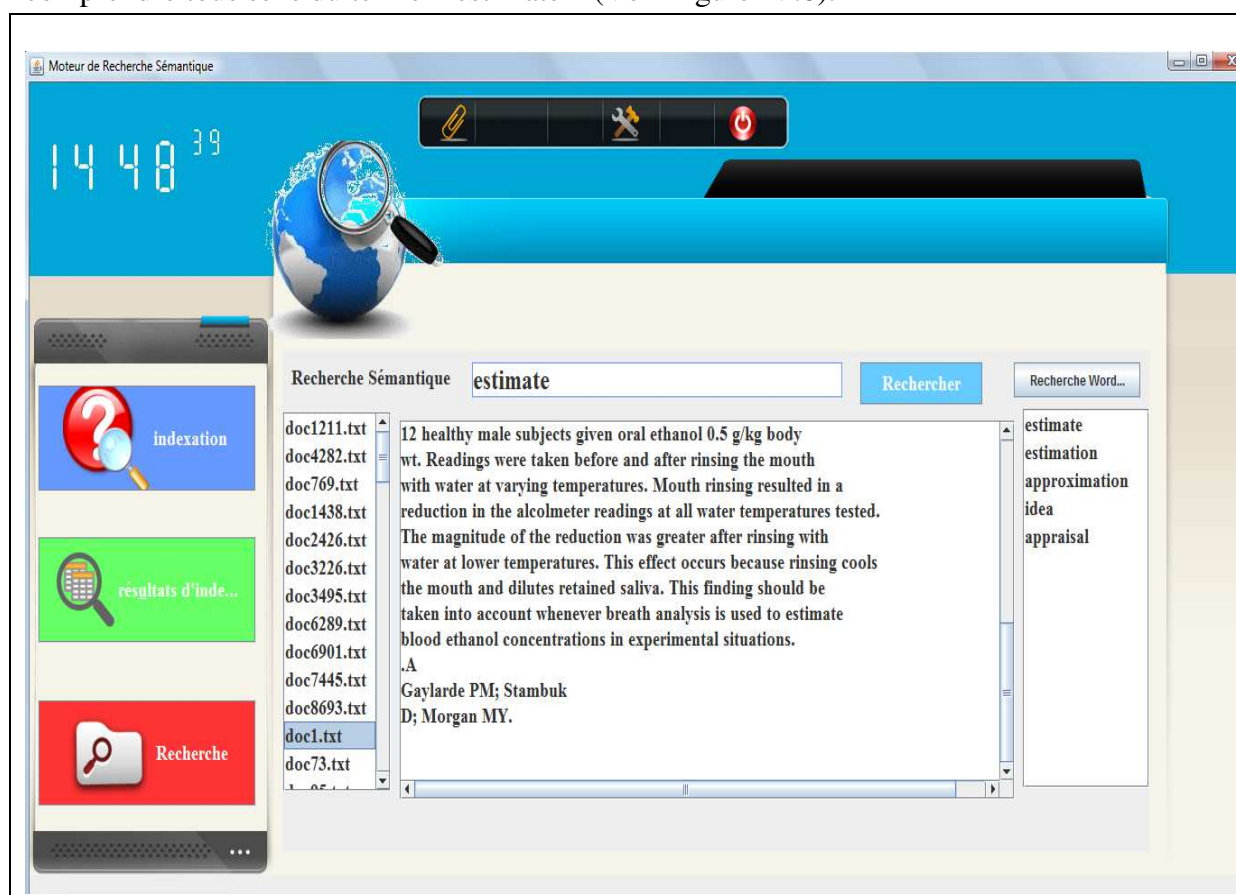 Moteur de Recherche Sémantique
14 48 39
Recherche Sémantique estimate Rechercher Recherche Word...
indexation
résultats d'inde...
Recherche
doc1211.txt
doc4282.txt
doc769.txt
doc1438.txt
doc2426.txt
doc3226.txt
doc3495.txt
doc6289.txt
doc6901.txt
doc7445.txt
doc8693.txt
doc1.txt
doc73.txt
12 healthy male subjects given oral ethanol 0.5 g/kg body
wt. Readings were taken before and after rinsing the mouth
with water at varying temperatures. Mouth rinsing resulted in a
reduction in the alcolmeter readings at all water temperatures tested.
The magnitude of the reduction was greater after rinsing with
water at lower temperatures. This effect occurs because rinsing cools
the mouth and dilutes retained saliva. This finding should be
taken into account whenever breath analysis is used to estimate
blood ethanol concentrations in experimental situations.
.A
Gaylarde PM; Stambuk
D; Morgan MY.
estimate
estimation
approximation
idea
appraisal